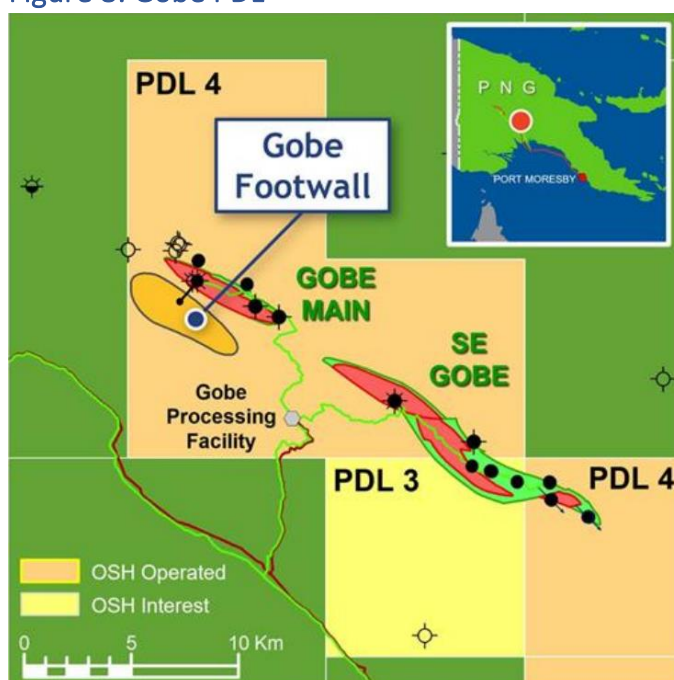 Figure Gobe PDL
PDL 4
Gobe
Footwall
P N G
PORT MORESBY
GOBE
MAIN
SE
GOBE
Gobe
Processing
Facility
PDL 3
PDL 4
OSH Operated
OSH Interest
0 5 10 Km